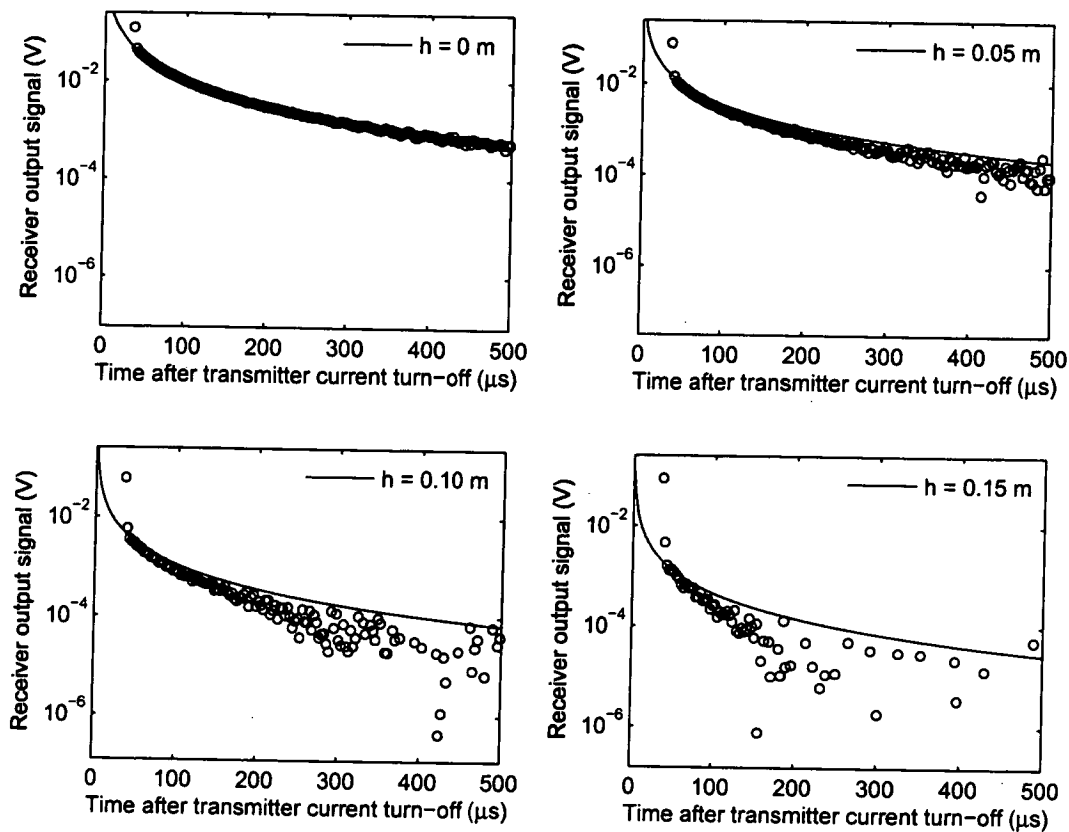 Receiver output signal (V)
10⁻²
10⁻⁴
10⁻⁶
h = 0 m
0 100 200 300 400 500
Time after transmitter current turn−off (μs)
Receiver output signal (V)
10⁻²
10⁻⁴
10⁻⁶
h = 0.05 m
0 100 200 300 400 500
Time after transmitter current turn−off (μs)
Receiver output signal (V)
10⁻²
10⁻⁴
10⁻⁶
h = 0.10 m
0 100 200 300 400 500
Time after transmitter current turn−off (μs)
Receiver output signal (V)
10⁻²
10⁻⁴
10⁻⁶
h = 0.15 m
0 100 200 300 400 500
Time after transmitter current turn−off (μs)